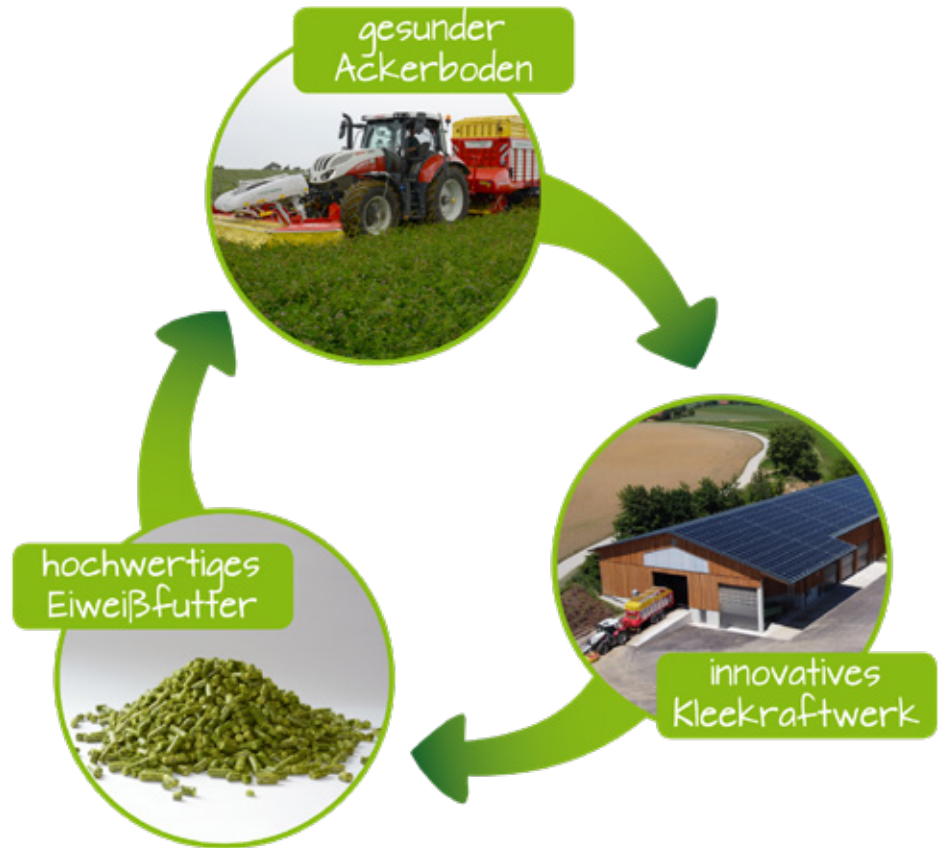 gesunder
Ackerboden
innovatives
Kleekraftwerk
hochwertiges
Eiweißfutter